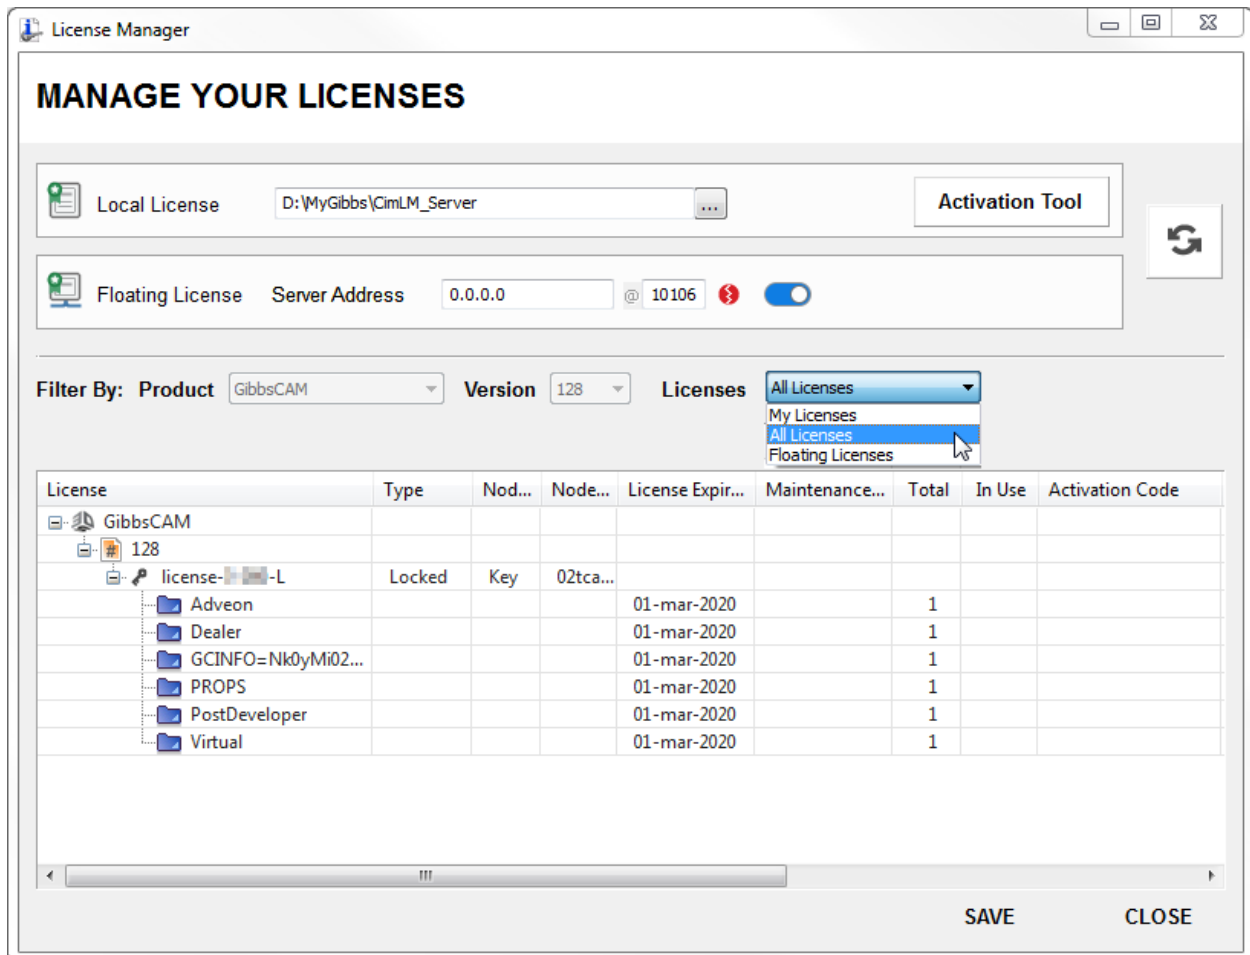 License Manager
MANAGE YOUR LICENSES
Local License D:\MyGibbs\CimLM_Server ... Activation Tool
Floating License Server Address 0.0.0.0 @ 10106
Filter By: Product GibbsCAM Version 128 Licenses All Licenses
My Licenses
All Licenses
Floating Licenses
License Type Nod... Node... License Expir... Maintenance... Total In Use Activation Code
GibbsCAM
# 128
license- -L Locked Key 02tca...
Adveon 01-mar-2020 1
Dealer 01-mar-2020 1
GCINFO=Nk0yMi02... 01-mar-2020 1
PROPS 01-mar-2020 1
PostDeveloper 01-mar-2020 1
Virtual 01-mar-2020 1
SAVE CLOSE